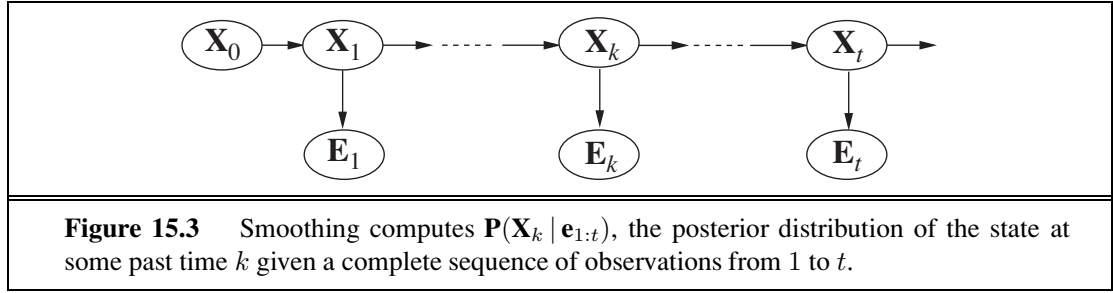 X₀ X₁ Xₖ Xₜ
E₁ Eₖ Eₜ
Figure 15.3 Smoothing computes P(Xₖ | e₁:ₜ), the posterior distribution of the state at
some past time k given a complete sequence of observations from 1 to t.